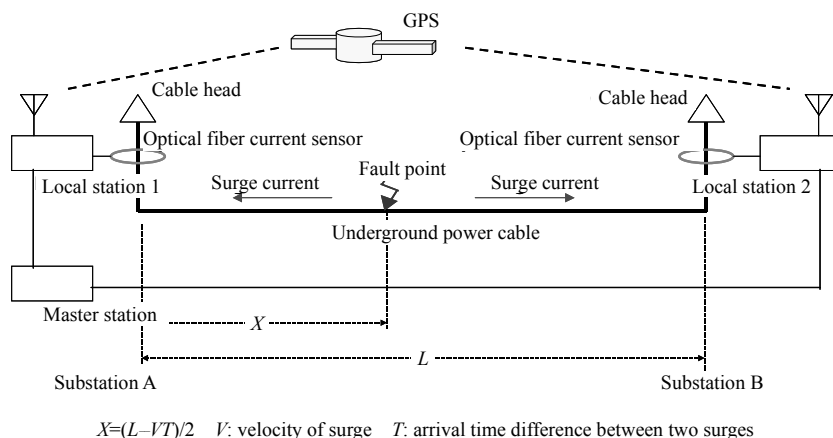 GPS
Cable head
Cable head
Optical fiber current sensor
Optical fiber current sensor
Fault point
Local station 1
Surge current
Surge current
Local station 2
Underground power cable
Master station
X
L
Substation A
Substation B
X=(L–VT)/2 V: velocity of surge T: arrival time difference between two surges